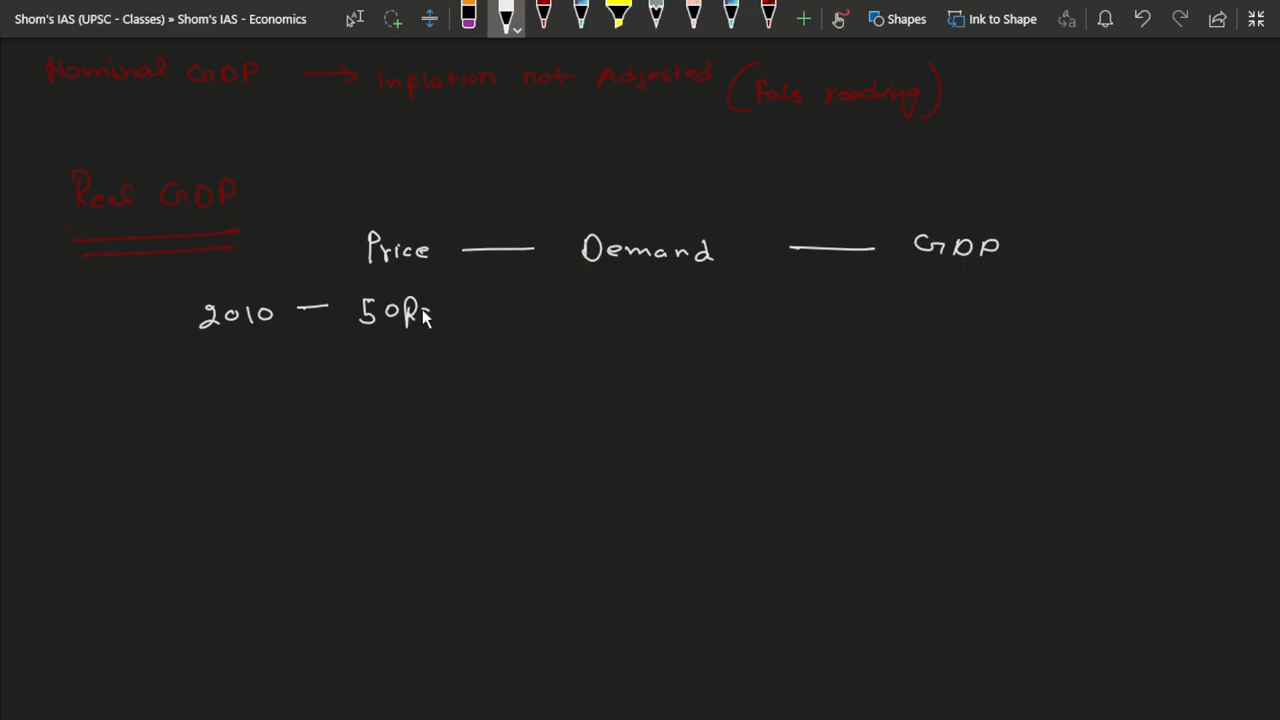 Shom's IAS (UPSC - Classes) » Shom's IAS - Economics
Shapes
Ink to Shape
Nominal GDP → Inflation not Adjested (Fals reading)
Real GDP
Price — Demand — GDP
2010 — 50Rs